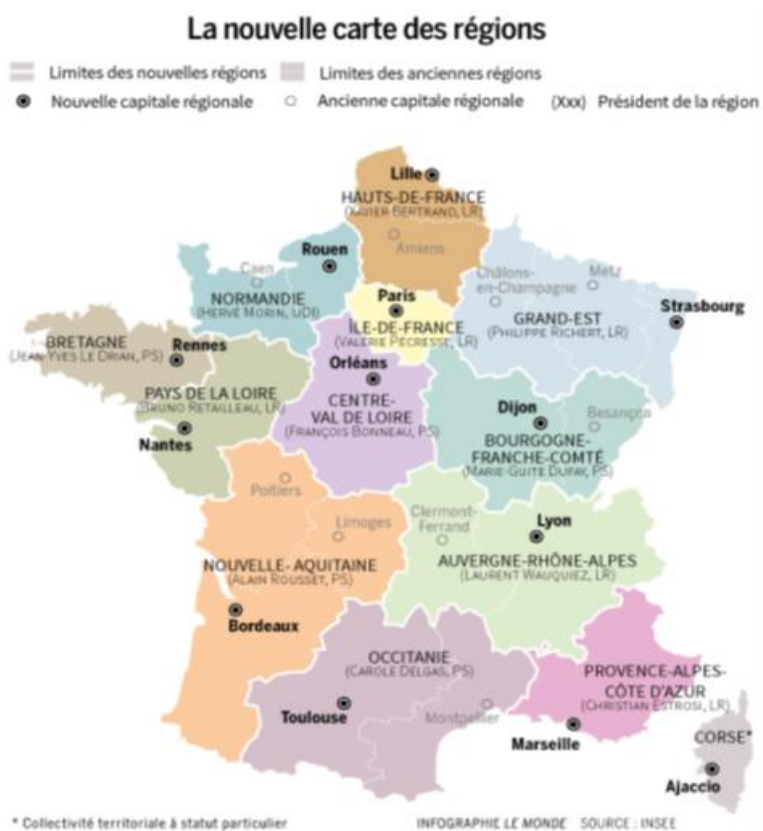 La nouvelle carte des régions
Limites des nouvelles régions
Limites des anciennes régions
Nouvelle capitale régionale
Ancienne capitale régionale
(Xxx) Président de la région
Lille
HAUTS-DE-FRANCE
(XAVIER BERTRAND, LR)
Amiens
Rouen
Caen
NORMANDIE
(HERVÉ MORIN, UDI)
Paris
ÎLE-DE-FRANCE
(VALÉRIE PÉCRESSE, LR)
Châlons-
en-Champagne
Metz
GRAND-EST
(PHILIPPE RICHERT, LR)
Strasbourg
BRETAGNE
(JEAN-YVES LE DRIAN, PS)
Rennes
PAYS DE LA LOIRE
(BRUNO RETAILLEAU, LR)
Nantes
Orléans
CENTRE-
VAL DE LOIRE
(FRANÇOIS BONNEAU, PS)
Dijon
Besançon
BOURGOGNE-
FRANCHE-COMTÉ
(MARIE-GUITE DUFAY, PS)
Poitiers
Limoges
NOUVELLE- AQUITAINE
(ALAIN ROUSSET, PS)
Bordeaux
Clermont-
Ferrand
Lyon
AUVERGNE-RHÔNE-ALPES
(LAURENT WAUQUIEZ, LR)
OCCITANIE
(CAROLE DELGAS, PS)
Toulouse
Montpellier
PROVENCE-ALPES-
CÔTE D'AZUR
(CHRISTIAN ESTROSI, LR)
Marseille
CORSE*
Ajaccio
* Collectivité territoriale à statut particulier
INFOGRAPHIE LE MONDE SOURCE : INSEE